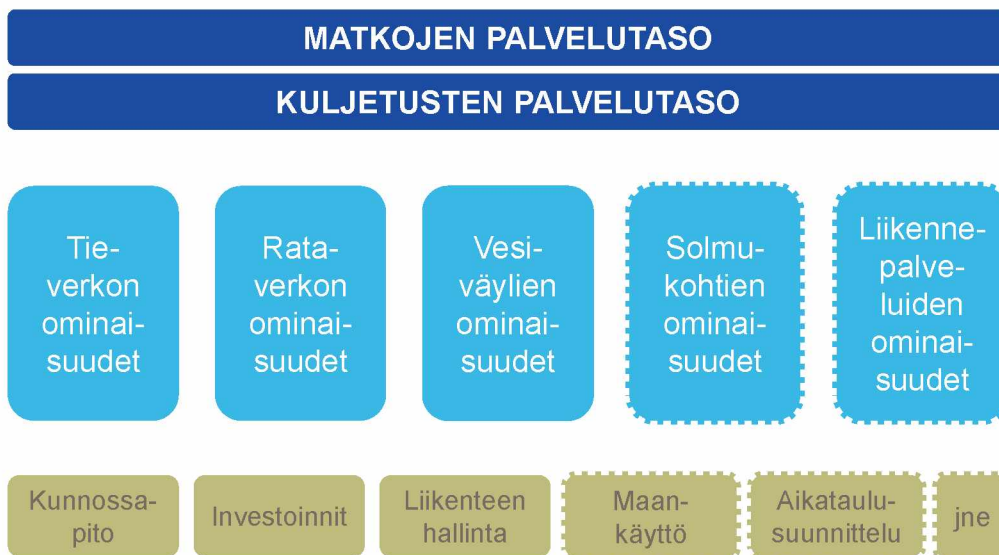 MATKOJEN PALVELUTASO
KULJETUSTEN PALVELUTASO
Tie-
verkon
ominai-
suudet
Rata-
verkon
ominai-
suudet
Vesi-
väylien
ominai-
suudet
Solmu-
kohtien
ominai-
suudet
Liikenne-
palve-
luiden
ominai-
suudet
Kunnossa-
pito
Investoinnit
Liikenteen
hallinta
Maan-
käyttö
Aikataulu-
suunnittelu
jne